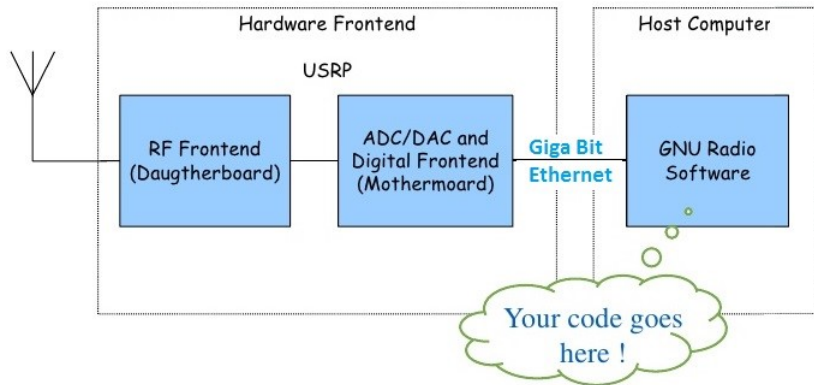 Hardware Frontend
Host Computer
USRP
RF Frontend
(Daugtherboard)
ADC/DAC and
Digital Frontend
(Mothermoard)
Giga Bit
Ethernet
GNU Radio
Software
Your code goes
here !